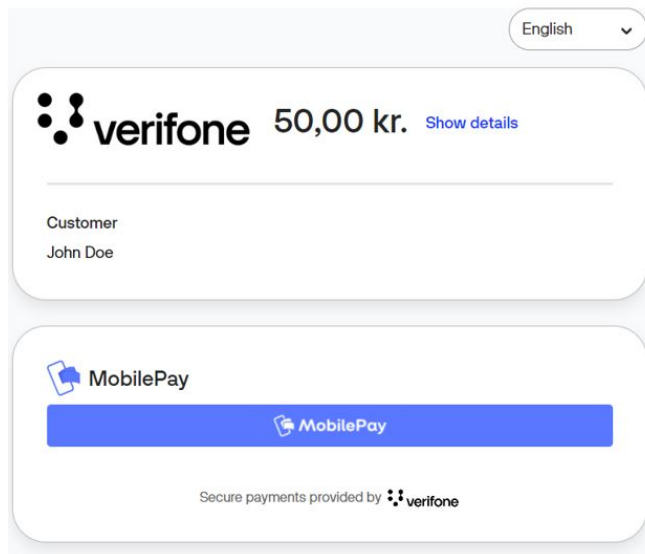 English
verifone 50,00 kr. Show details
Customer
John Doe
MobilePay
MobilePay
Secure payments provided by verifone